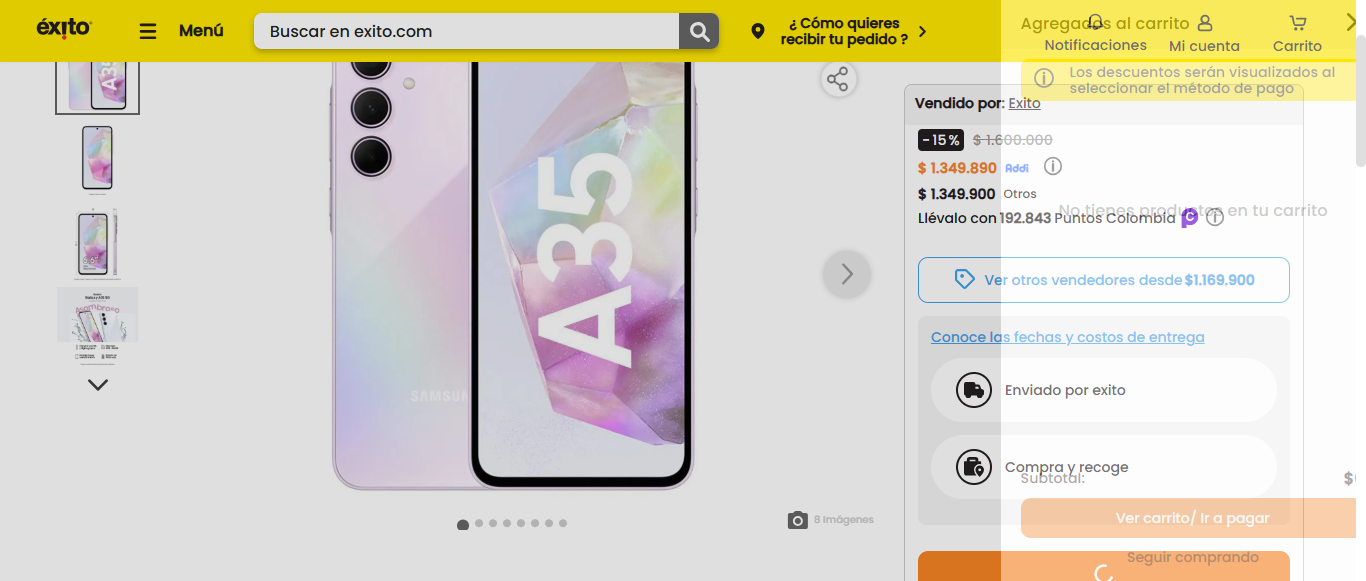 éxito
Menú
Buscar en exito.com
¿ Cómo quieres
recibir tu pedido ?
Agregados al carrito
Notificaciones
Mi cuenta
Carrito
Los descuentos serán visualizados al
seleccionar el método de pago
A35
A35
SAMSU
8 Imágenes
Vendido por: Exito
-15%
$ 1.600.000
$ 1.349.890 Addi
$ 1.349.900 Otros
No tienes productos en tu carrito
Llévalo con 192.843 Puntos Colombia
Ver otros vendedores desde $1.169.900
Conoce las fechas y costos de entrega
Enviado por exito
Compra y recoge
Subtotal:
$
Ver carrito/ Ir a pagar
Seguir comprando